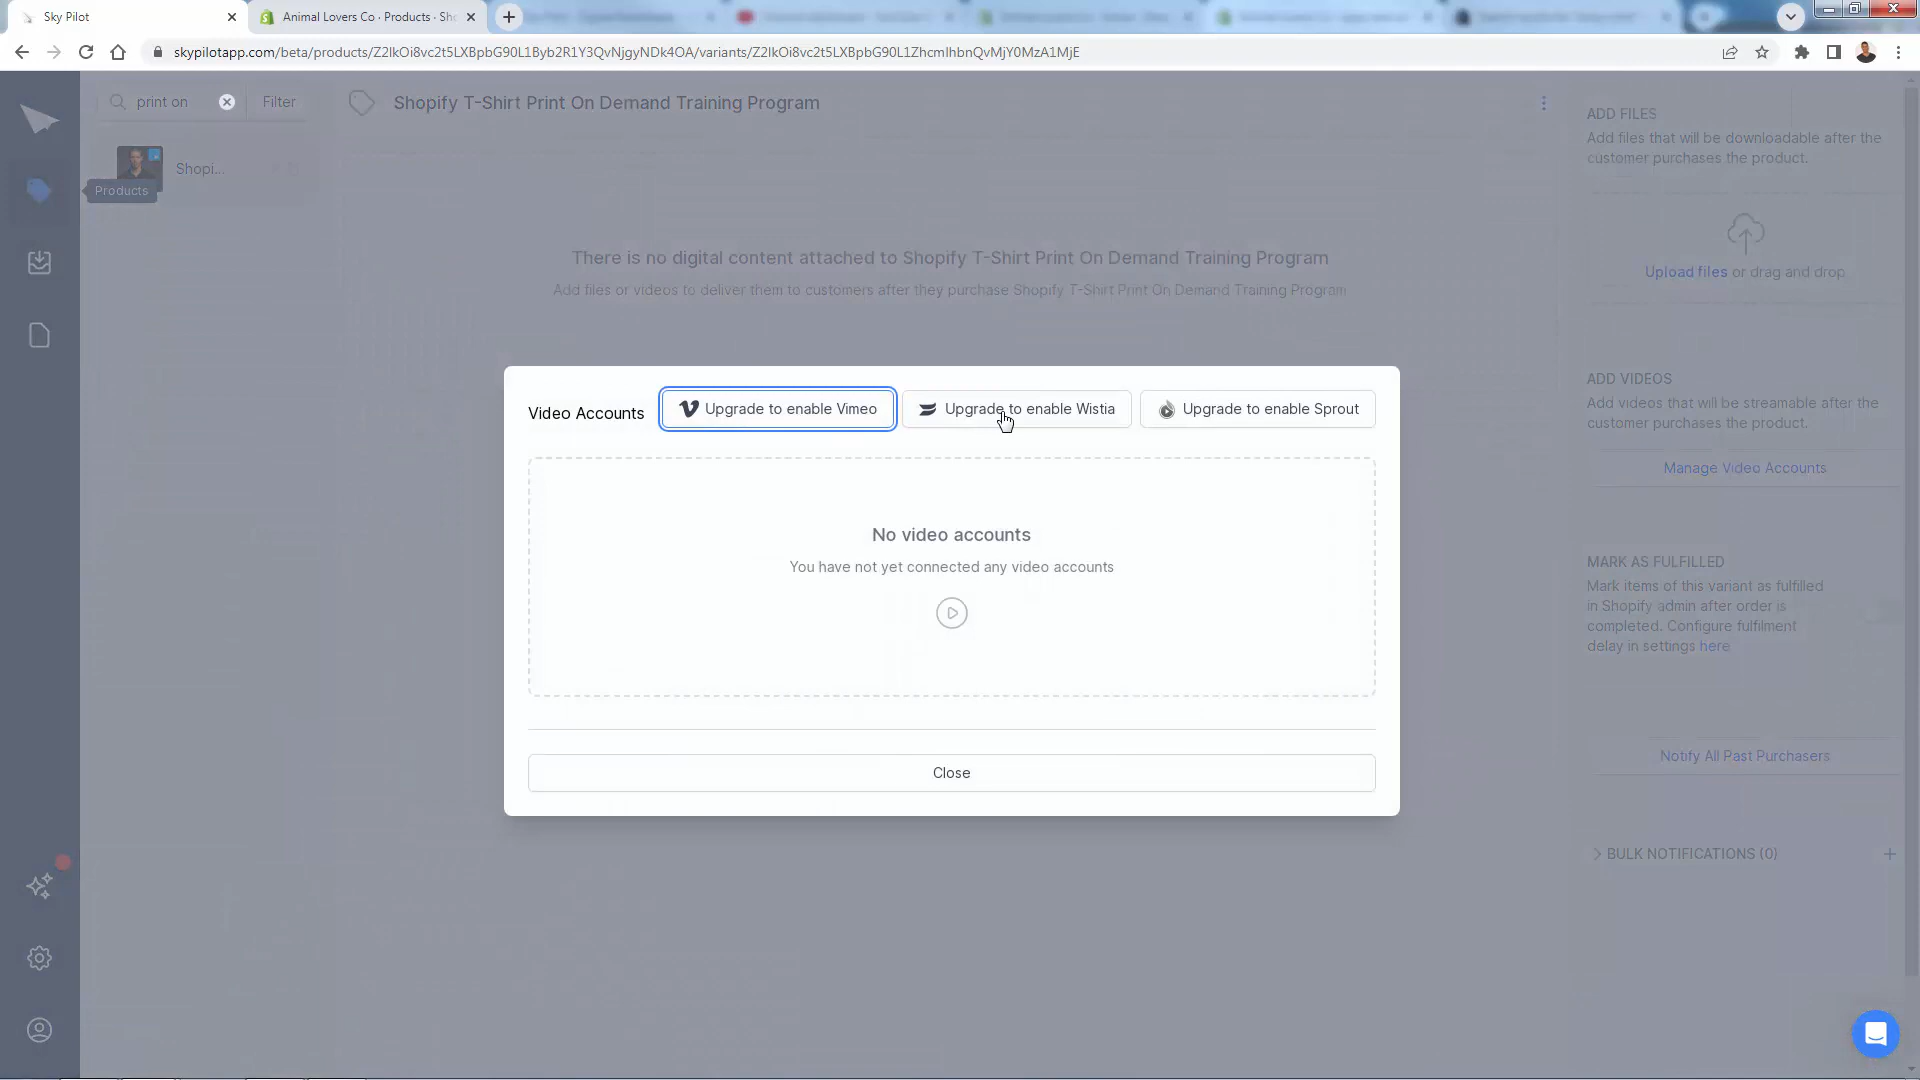 Sky Pilot
Animal Lovers Co · Products · Sho
skypilotapp.com/beta/products/Z2lkOi8vc2hvcGlmeS9Qcm9kdWN0
print on
Filter
Shopify T-Shirt Print On Demand Training Program
Shopi...
Products
There is no digital content attached to Shopify T-Shirt Print On Demand Training Program
Add files or videos to deliver them to customers after they purchase Shopify T-Shirt Print On Demand Training Program
Video Accounts
Upgrade to enable Vimeo
Upgrade to enable Wistia
Upgrade to enable Sprout
No video accounts
You have not yet connected any video accounts
Close
ADD FILES
Add files that will be downloadable after the
customer purchases the product.
Upload files or drag and drop
ADD VIDEOS
Add videos that will be streamable after the
customer purchases the product.
Manage Video Accounts
MARK AS FULFILLED
Mark items of this variant as fulfilled
in Shopify admin after order is
completed. Configure fulfilment
delay in settings here
Notify All Past Purchasers
BULK NOTIFICATIONS (0)